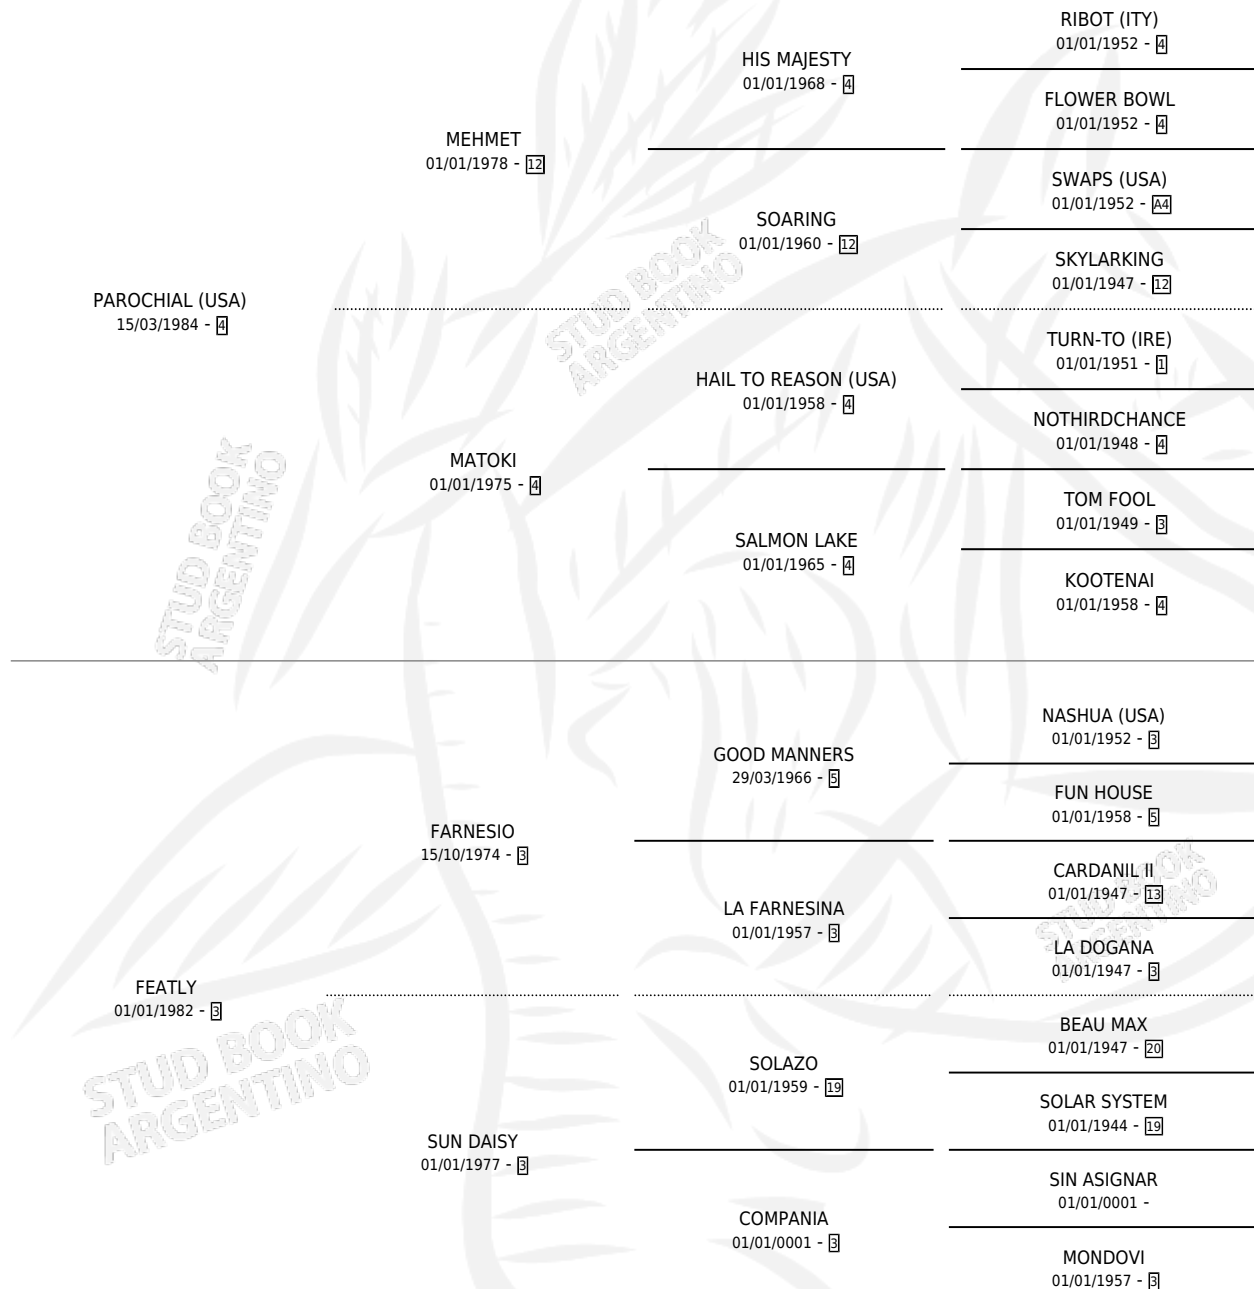 RIBOT (ITY)
01/01/1952 - 4
HIS MAJESTY
01/01/1968 - 4
FLOWER BOWL
01/01/1952 - 4
MEHMET
01/01/1978 - 12
SWAPS (USA)
01/01/1952 - A4
SOARING
01/01/1960 - 12
SKYLARKING
01/01/1947 - 12
PAROCHIAL (USA)
15/03/1984 - 4
TURN-TO (IRE)
01/01/1951 - 1
HAIL TO REASON (USA)
01/01/1958 - 4
NOTHIRDCHANCE
01/01/1948 - 4
MATOKI
01/01/1975 - 4
TOM FOOL
01/01/1949 - 3
SALMON LAKE
01/01/1965 - 4
KOOTENAI
01/01/1958 - 4
NASHUA (USA)
01/01/1952 - 3
GOOD MANNERS
29/03/1966 - 5
FUN HOUSE
01/01/1958 - 5
FARNESIO
15/10/1974 - 3
CARDANIL II
01/01/1947 - 13
LA FARNESINA
01/01/1957 - 3
LA DOGANA
01/01/1947 - 3
FEATLY
01/01/1982 - 3
BEAU MAX
01/01/1947 - 20
SOLAZO
01/01/1959 - 19
SOLAR SYSTEM
01/01/1944 - 19
SUN DAISY
01/01/1977 - 3
SIN ASIGNAR
01/01/0001 -
COMPANIA
01/01/0001 - 3
MONDOVI
01/01/1957 - 3
STUD BOOK
ARGENTINO
STUD BOOK
ARGENTINO
STUD BOOK
ARGENTINO
STUD BOOK
ARGENTINO